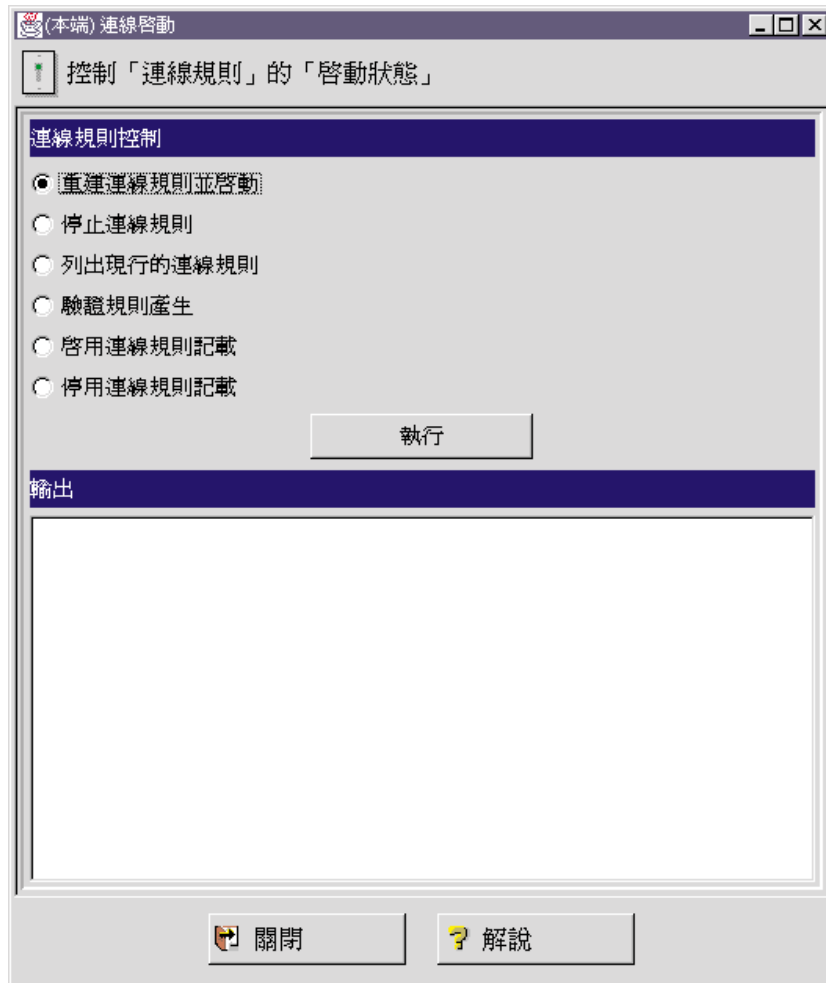 (本端) 連線啓動
控制「連線規則」的「啓動狀態」
連線規則控制
重建連線規則並啓動
停止連線規則
列出現行的連線規則
驗證規則產生
啓用連線規則記載
停用連線規則記載
執行
輸出
關閉
解說